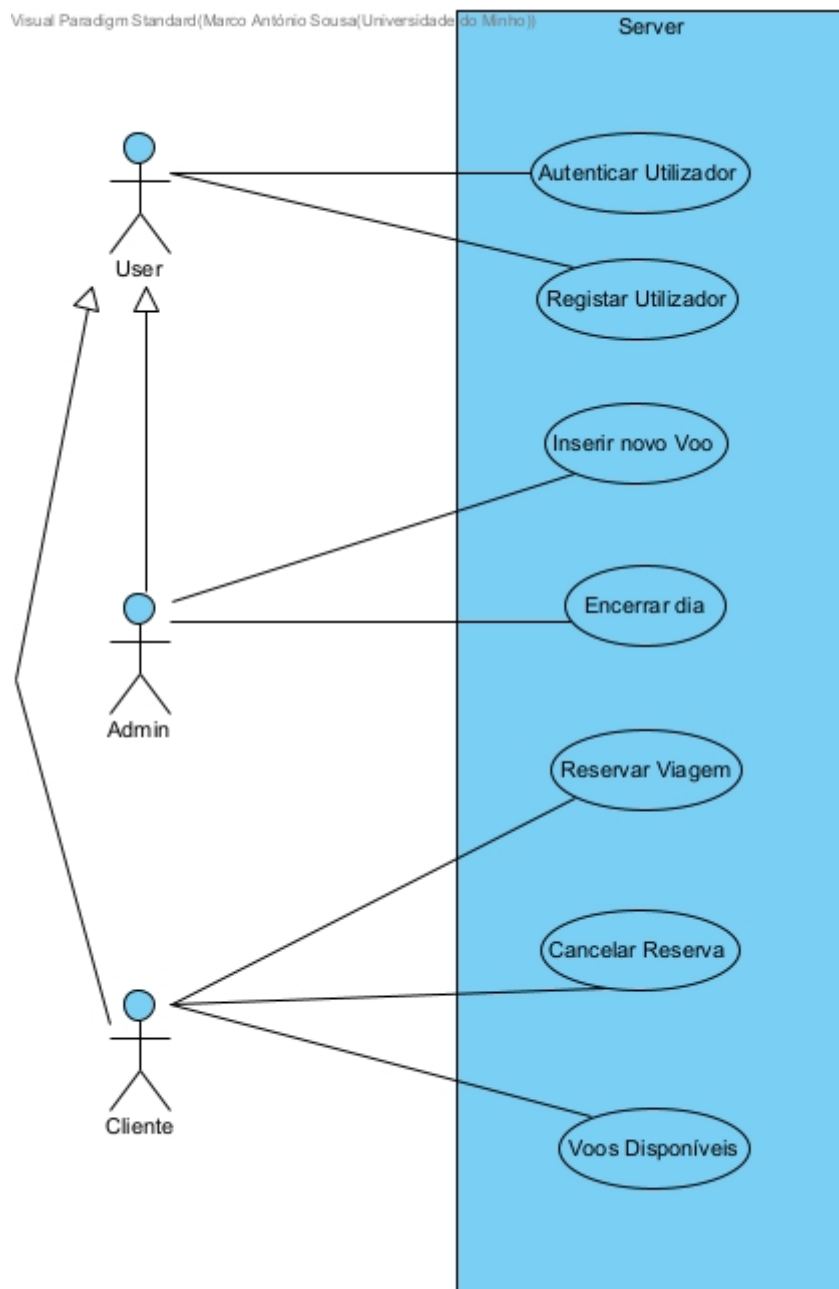 Visual Paradigm Standard(Marco António Sousa(Universidade do Minho))
Server
Autenticar Utilizador
User
Registar Utilizador
Inserir novo Voo
Encerrar dia
Admin
Reservar Viagem
Cancelar Reserva
Cliente
Voos Disponíveis